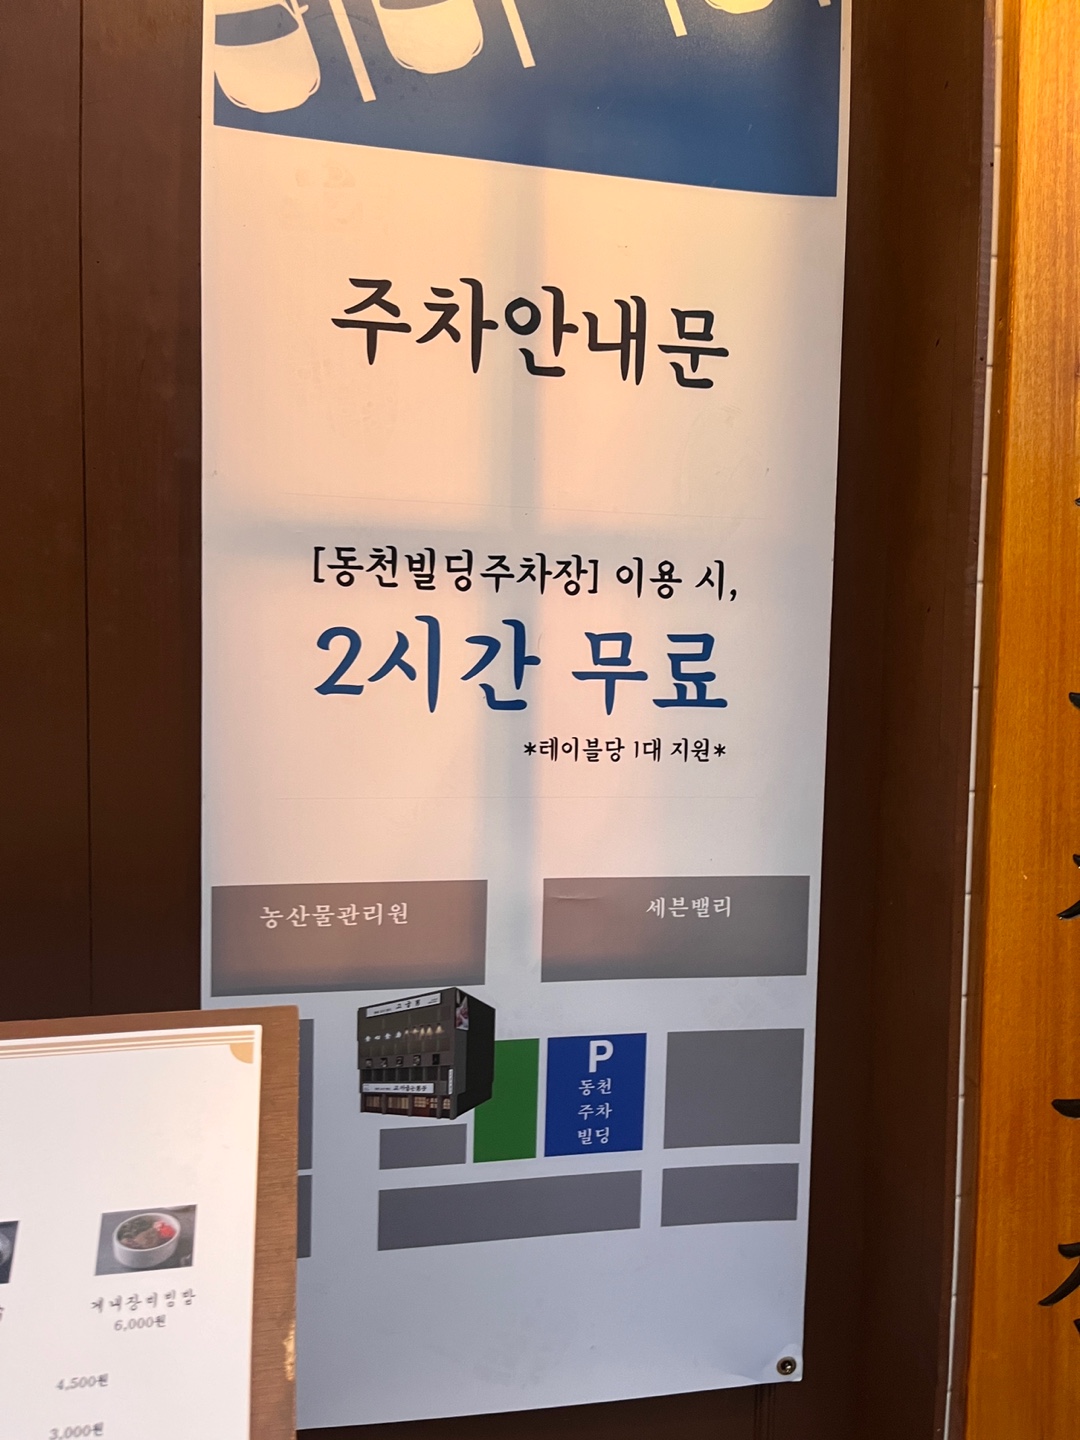 주차안내문
[동천빌딩주차장] 이용 시,
2시간 무료
*테이블당 1대 지원*
농산물관리원
세븐밸리
P
동천
주차
빌딩
게내장비빔밥
6,000원
4,500원
3,000원